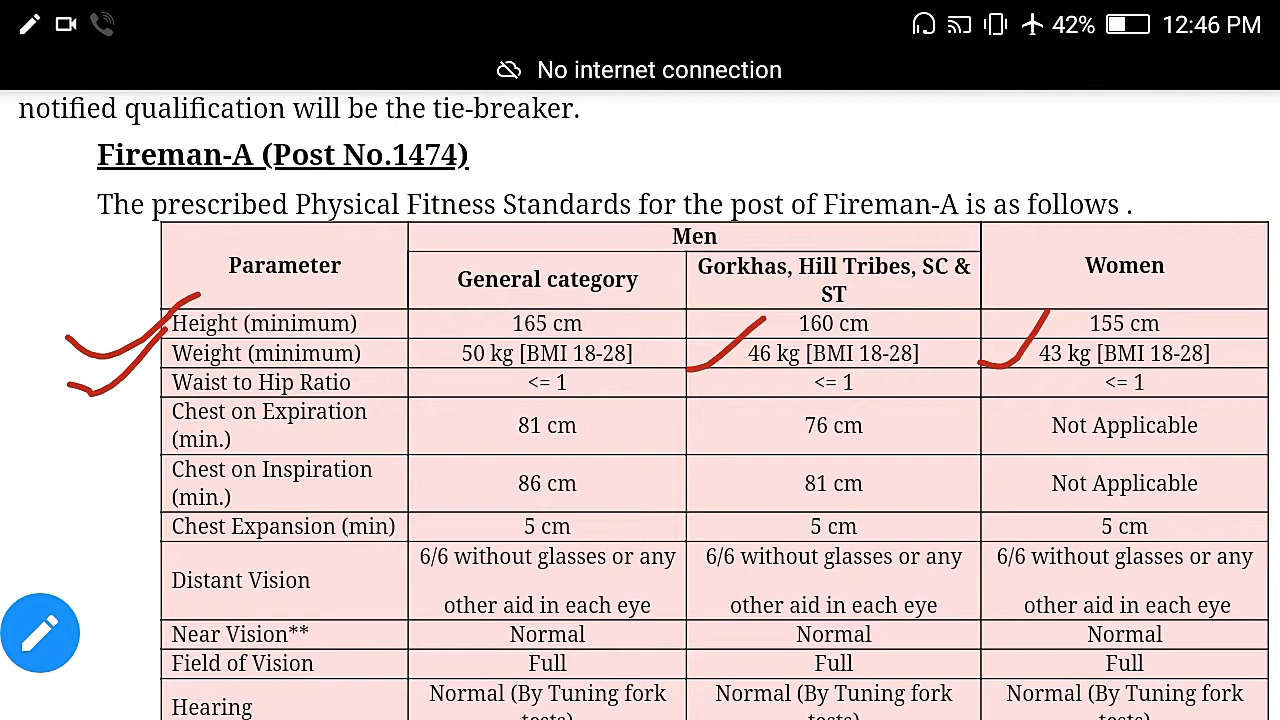 42% 12:46 PM
No internet connection
notified qualification will be the tie-breaker.
Fireman-A (Post No.1474)
The prescribed Physical Fitness Standards for the post of Fireman-A is as follows .
Parameter Men Women
General category Gorkhas, Hill Tribes, SC & ST
Height (minimum) 165 cm 160 cm 155 cm
Weight (minimum) 50 kg [BMI 18-28] 46 kg [BMI 18-28] 43 kg [BMI 18-28]
Waist to Hip Ratio <= 1 <= 1 <= 1
Chest on Expiration (min.) 81 cm 76 cm Not Applicable
Chest on Inspiration (min.) 86 cm 81 cm Not Applicable
Chest Expansion (min) 5 cm 5 cm 5 cm
Distant Vision 6/6 without glasses or any other aid in each eye 6/6 without glasses or any other aid in each eye 6/6 without glasses or any other aid in each eye
Near Vision** Normal Normal Normal
Field of Vision Full Full Full
Hearing Normal (By Tuning fork tests) Normal (By Tuning fork tests) Normal (By Tuning fork tests)